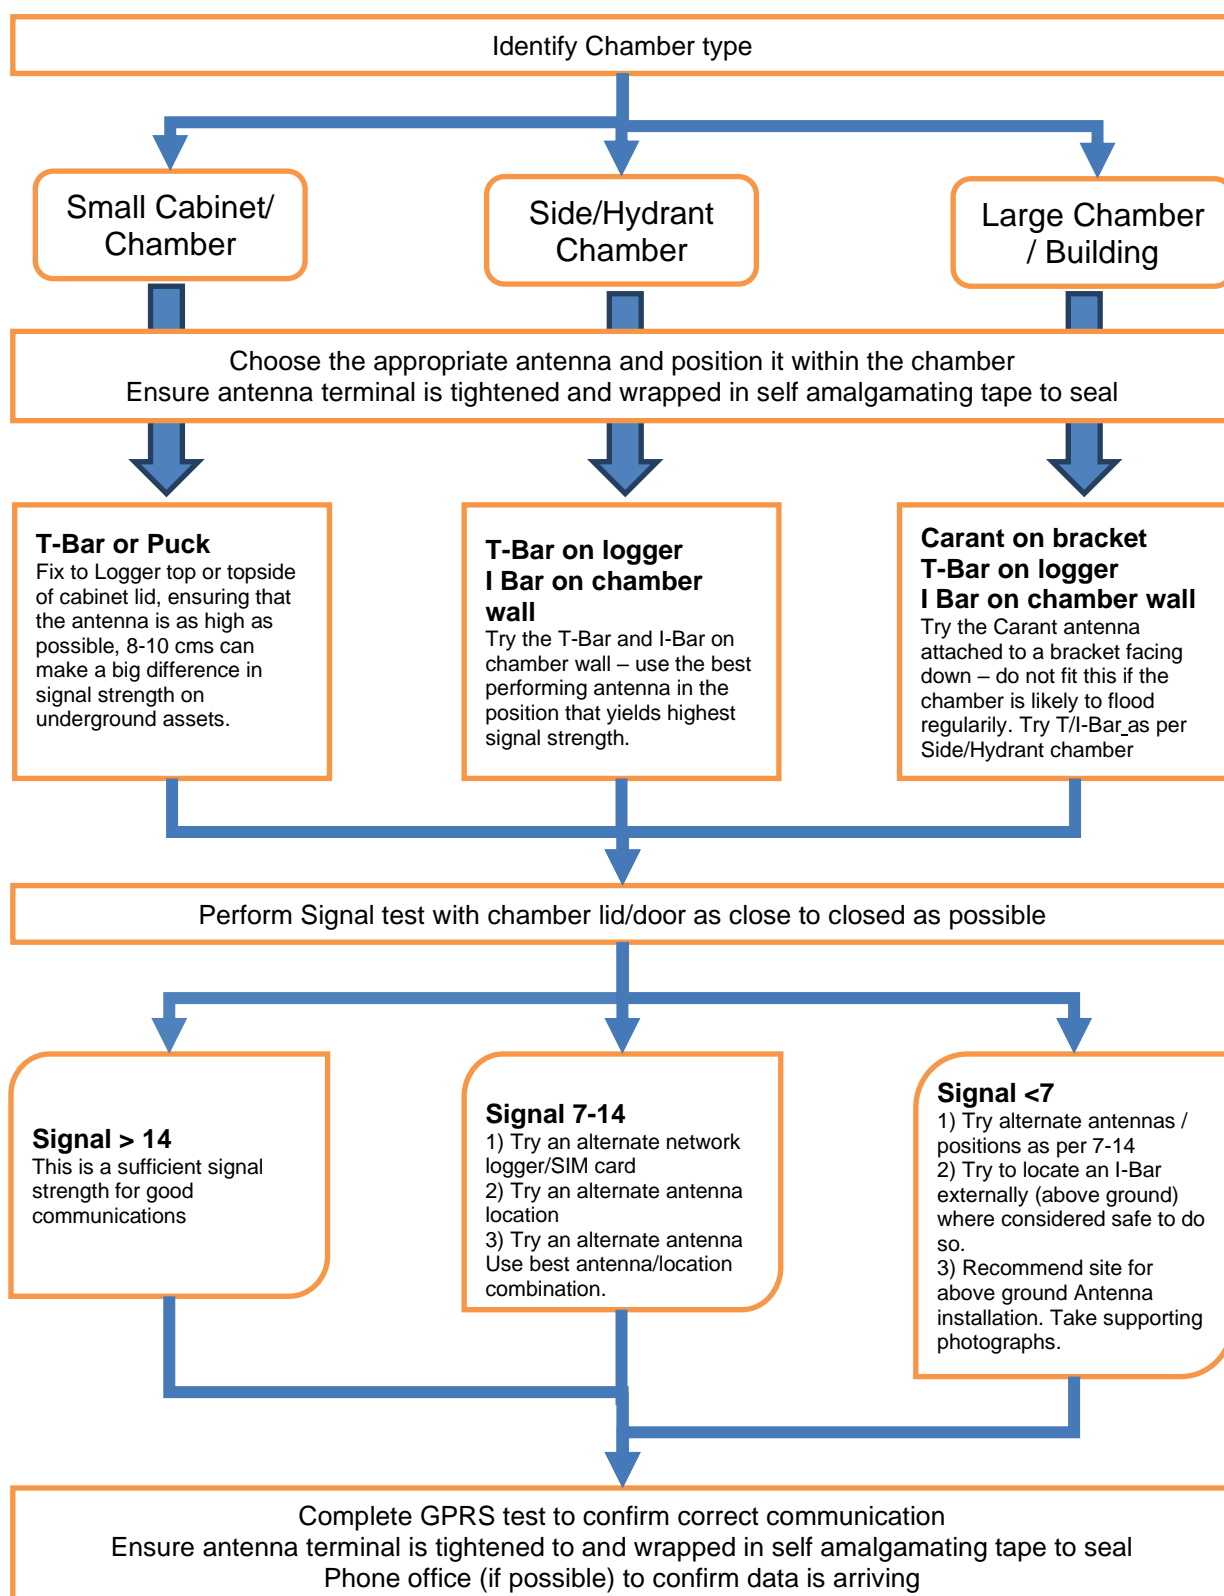 Identify Chamber type
Small Cabinet/
Chamber
Side/Hydrant
Chamber
Large Chamber
/ Building
Choose the appropriate antenna and position it within the chamber
Ensure antenna terminal is tightened and wrapped in self amalgamating tape to seal
T-Bar or Puck
Fix to Logger top or topside
of cabinet lid, ensuring that
the antenna is as high as
possible, 8-10 cms can
make a big difference in
signal strength on
underground assets.
T-Bar on logger
I Bar on chamber
wall
Try the T-Bar and I-Bar on
chamber wall – use the best
performing antenna in the
position that yields highest
signal strength.
Carant on bracket
T-Bar on logger
I Bar on chamber wall
Try the Carant antenna
attached to a bracket facing
down – do not fit this if the
chamber is likely to flood
regularily. Try T/I-Bar as per
Side/Hydrant chamber
Perform Signal test with chamber lid/door as close to closed as possible
Signal > 14
This is a sufficient signal
strength for good
communications
Signal 7-14
1) Try an alternate network
logger/SIM card
2) Try an alternate antenna
location
3) Try an alternate antenna
Use best antenna/location
combination.
Signal <7
1) Try alternate antennas /
positions as per 7-14
2) Try to locate an I-Bar
externally (above ground)
where considered safe to do
so.
3) Recommend site for
above ground Antenna
installation. Take supporting
photographs.
Complete GPRS test to confirm correct communication
Ensure antenna terminal is tightened to and wrapped in self amalgamating tape to seal
Phone office (if possible) to confirm data is arriving